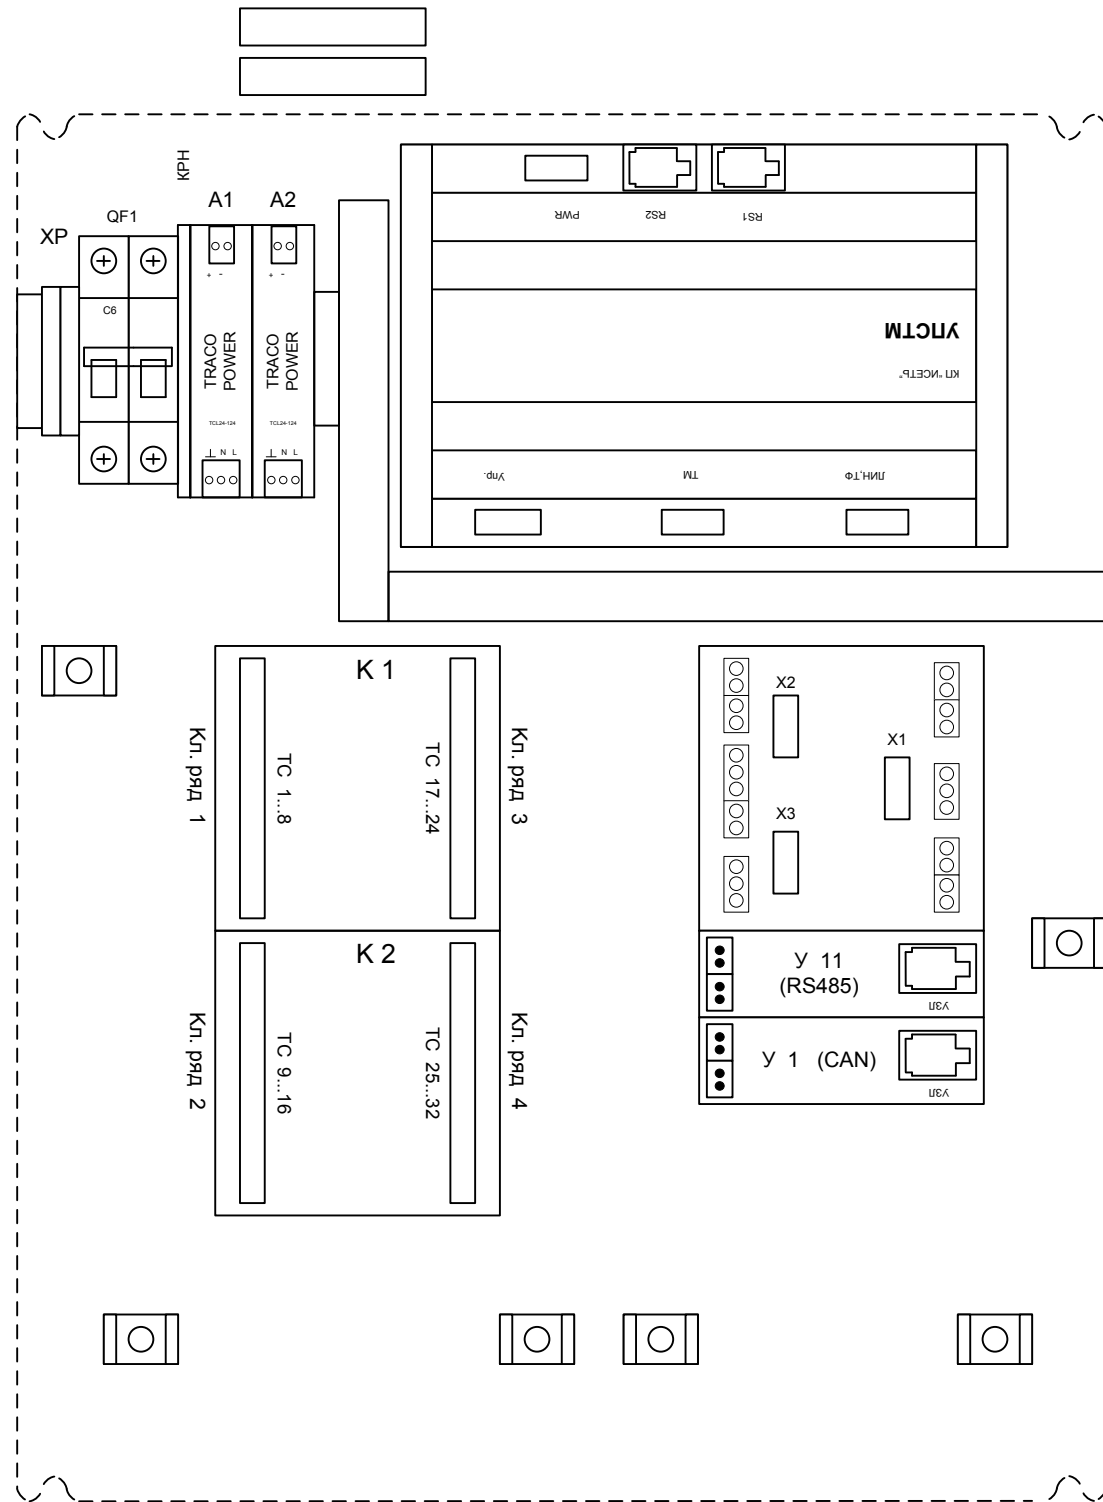 КРН
XP
QF1
A1
A2
+ -
+ -
C6
TRACO
POWER
TRACO
POWER
TCL24-124
TCL24-124
⊥ N L
⊥ N L
PWR
RS2
RS1
УПСТМ
КП "ИСЕТЬ"
Упр.
ТМ
ЛИН,ТФ
К 1
Кл. ряд 1
ТС 1...8
ТС 17...24
Кл. ряд 3
К 2
Кл. ряд 2
ТС 9...16
ТС 25...32
Кл. ряд 4
X2
X1
X3
У 11
(RS485)
УЗЛ
У 1 (CAN)
УЗЛ